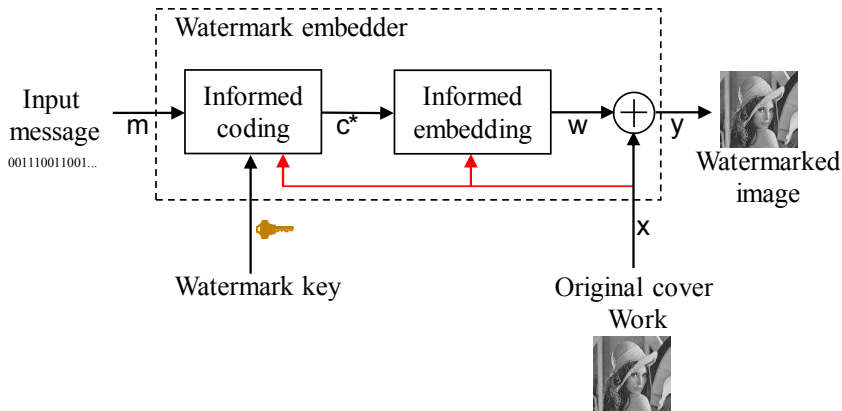 Watermark embedder
Input
message
001110011001...
m
Informed
coding
c*
Informed
embedding
w
y
Watermarked
image
x
Watermark key
Original cover
Work